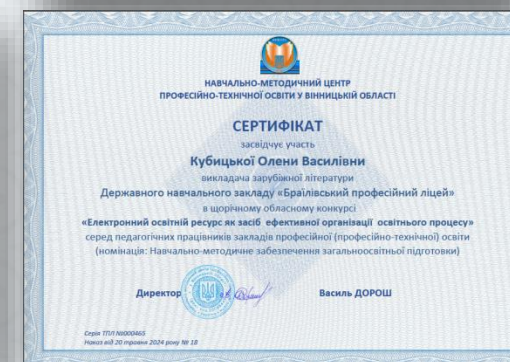 НАВЧАЛЬНО-МЕТОДИЧНИЙ ЦЕНТР
ПРОФЕСІЙНО-ТЕХНІЧНОЇ ОСВІТИ У ВІННИЦЬКІЙ ОБЛАСТІ
СЕРТИФІКАТ
засвідчує участь
Кубицької Олени Василівни
викладача зарубіжної літератури
Державного навчального закладу «Браїлівський професійний ліцей»
в щорічному обласному конкурсі
«Електронний освітній ресурс як засіб ефективної організації освітнього процесу»
серед педагогічних працівників закладів професійної (професійно-технічної) освіти
(номінація: Навчально-методичне забезпечення загальноосвітньої підготовки)
Директор Василь ДОРОШ
Серія ТПЛ №000465
Наказ від 20 травня 2024 року № 18